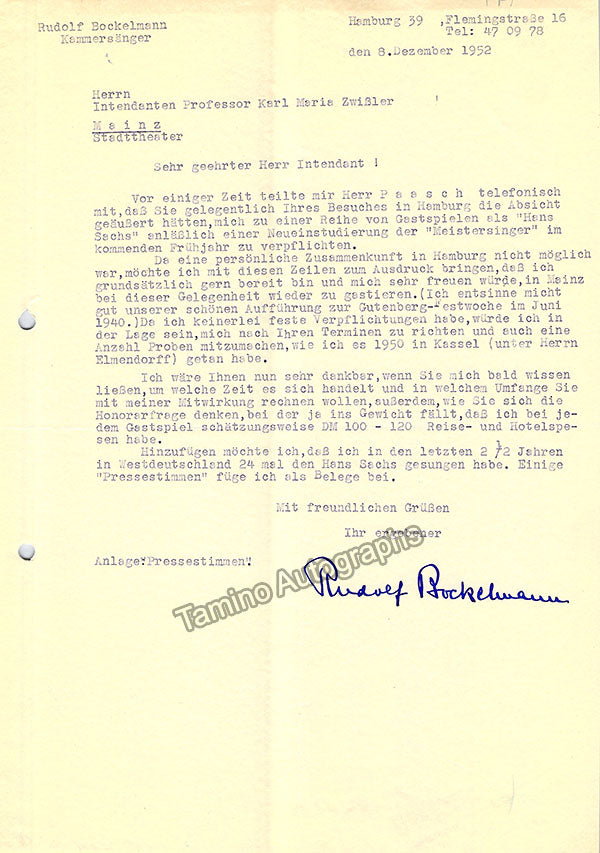 Rudolf Bockelmann
Kammersänger
Hamburg 39 ,Flemingstraße 16
Tel: 47 09 78
den 8.Dezember 1952
Herrn
Intendanten Professor Karl Maria Zwißler
M a i n z
Stadttheater
Sehr geehrter Herr Intendant !
Vor einiger Zeit teilte mir Herr P a a s c h telefonisch
mit,daß Sie gelegentlich Ihres Besuches in Hamburg die Absicht
geäußert hätten,mich zu einer Reihe von Gastspielen als "Hans
Sachs" anläßlich einer Neueinstudierung der "Meistersinger" im
kommenden Frühjahr zu verpflichten.
Da eine persönliche Zusammenkunft in Hamburg nicht möglich
war,möchte ich mit diesen Zeilen zum Ausdruck bringen,daß ich
grundsätzlich gern bereit bin und mich sehr freuen würde,in Mainz
bei dieser Gelegenheit wieder zu gastieren.(Ich entsinne micht
gut unserer schönen Aufführung zur Gutenberg-Festwoche im Juni
1940.)Da ich keinerlei feste Verpflichtungen habe,würde ich in
der Lage sein,mich nach Ihren Terminen zu richten und auch eine
Anzahl Proben mitzumachen,wie ich es 1950 in Kassel (unter Herrn
Elmendorff) getan habe.
Ich wäre Ihnen nun sehr dankbar,wenn Sie mich bald wissen
ließen,um welche Zeit es sich handelt und in welchem Umfange Sie
mit meiner Mitwirkung rechnen wollen,außerdem,wie Sie sich die
Honorarfrage denken,bei der ja ins Gewicht fällt,daß ich bei je-
dem Gastspiel schätzungsweise DM 100 - 120 Reise- und Hotelspe-
sen habe.
Hinzufügen möchte ich,daß ich in den letzten 2 1/2 Jahren
in Westdeutschland 24 mal den Hans Sachs gesungen habe. Einige
"Pressestimmen" füge ich als Belege bei.
Mit freundlichen Grüßen
Ihr ergebener
Anlage"Pressestimmen".
Rudolf Bockelmann
Tamino Autographs